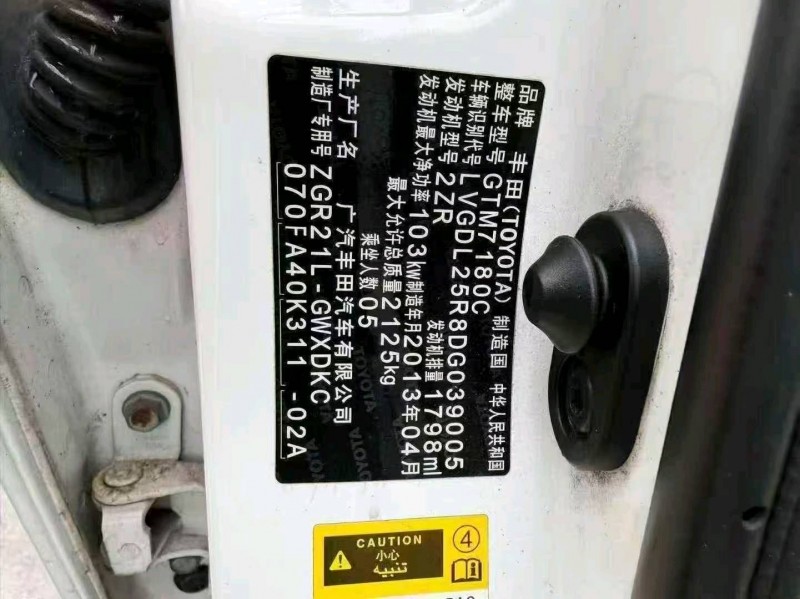 品牌 丰田(TOYOTA) 制造国 中华人民共和国
整车型号 GTM7180C
车辆识别代号 LVGDL25R8DG039005
发动机型号 2ZR 发动机排量 1798ml
发动机最大净功率 103kW 制造年月 2013年04月
最大允许总质量 2125kg
乘坐人数 05
生产厂名 广汽丰田汽车有限公司
制造厂专用号 ZGR21L-GWXDKC
070FA40K311-02A
CAUTION
小心
تنبيه
4